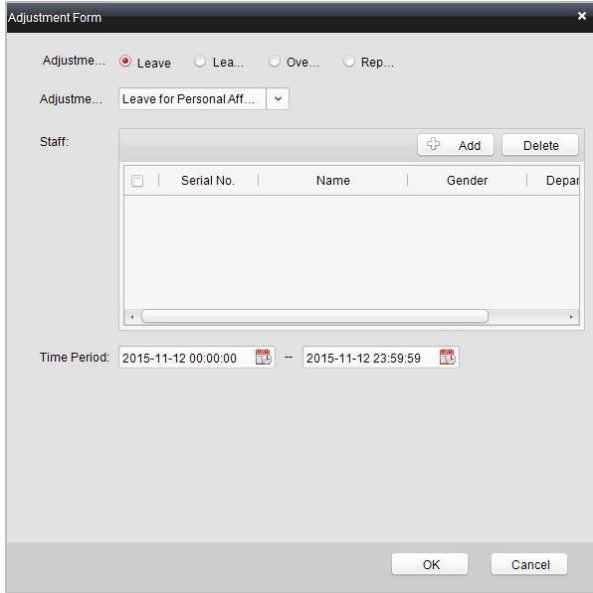 Adjustment Form
Adjustme... Leave Lea... Ove... Rep...
Adjustme... Leave for Personal Aff...
Staff: Add Delete
Serial No. Name Gender Depar
Time Period: 2015-11-12 00:00:00 -- 2015-11-12 23:59:59
OK Cancel